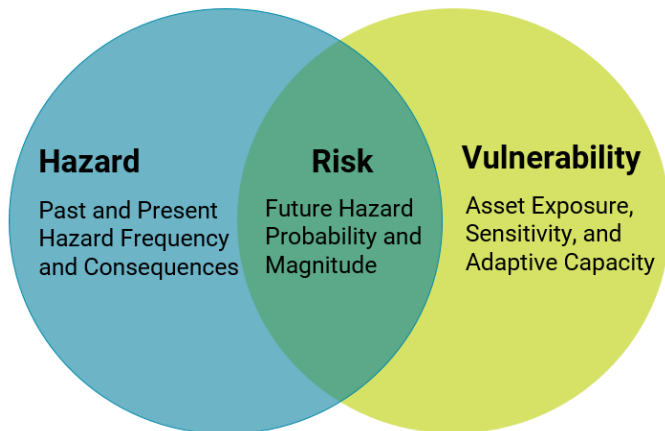 Hazard
Past and Present
Hazard Frequency
and Consequences
Risk
Future Hazard
Probability and
Magnitude
Vulnerability
Asset Exposure,
Sensitivity, and
Adaptive Capacity